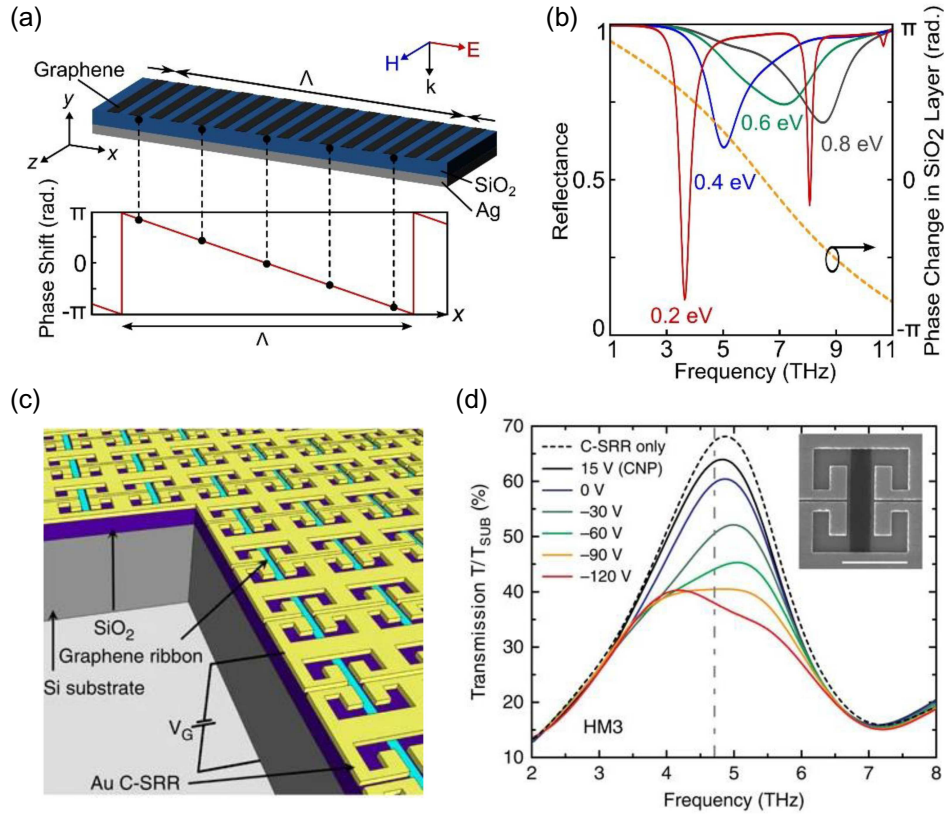 (a)
Graphene
Λ
H
E
k
y
x
z
SiO2
Ag
Phase Shift (rad.)
π
0
-π
x
Λ
(b)
Reflectance
1
0.5
0
0.2 eV
0.4 eV
0.6 eV
0.8 eV
π
0
-π
Phase Change in SiO2 Layer (rad.)
1 3 5 7 9 11
Frequency (THz)
(c)
SiO2
Graphene ribbon
Si substrate
VG
Au C-SRR
(d)
Transmission T/TSUB (%)
70
60
50
40
30
20
10
C-SRR only
15 V (CNP)
0 V
–30 V
–60 V
–90 V
–120 V
HM3
2 3 4 5 6 7 8
Frequency (THz)